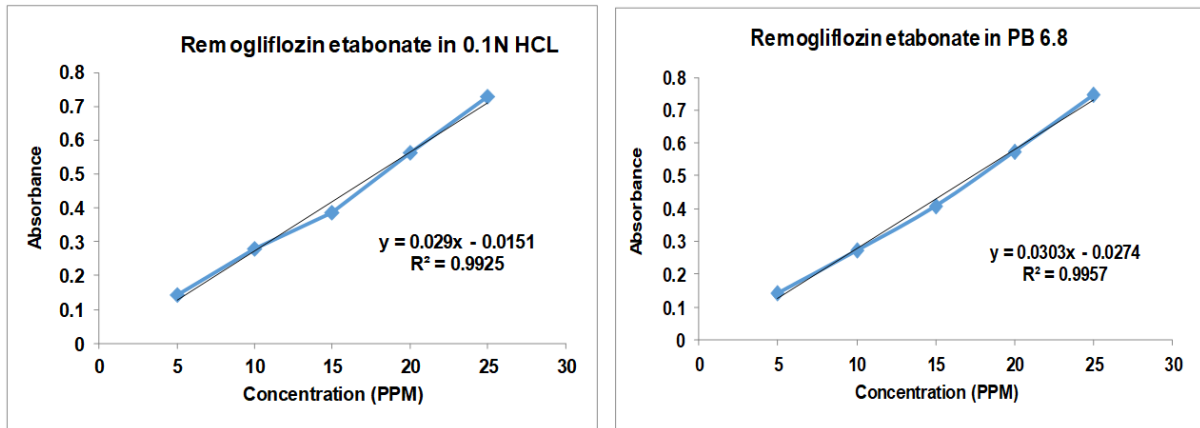 Remogliflozin etabonate in 0.1N HCL
0.8
0.7
0.6
0.5
0.4
0.3
0.2
0.1
0
Absorbance
y = 0.029x - 0.0151
R² = 0.9925
0 5 10 15 20 25 30
Concentration (PPM)
Remogliflozin etabonate in PB 6.8
0.8
0.7
0.6
0.5
0.4
0.3
0.2
0.1
0
Absorbance
y = 0.0303x - 0.0274
R² = 0.9957
0 5 10 15 20 25 30
Concentration (PPM)